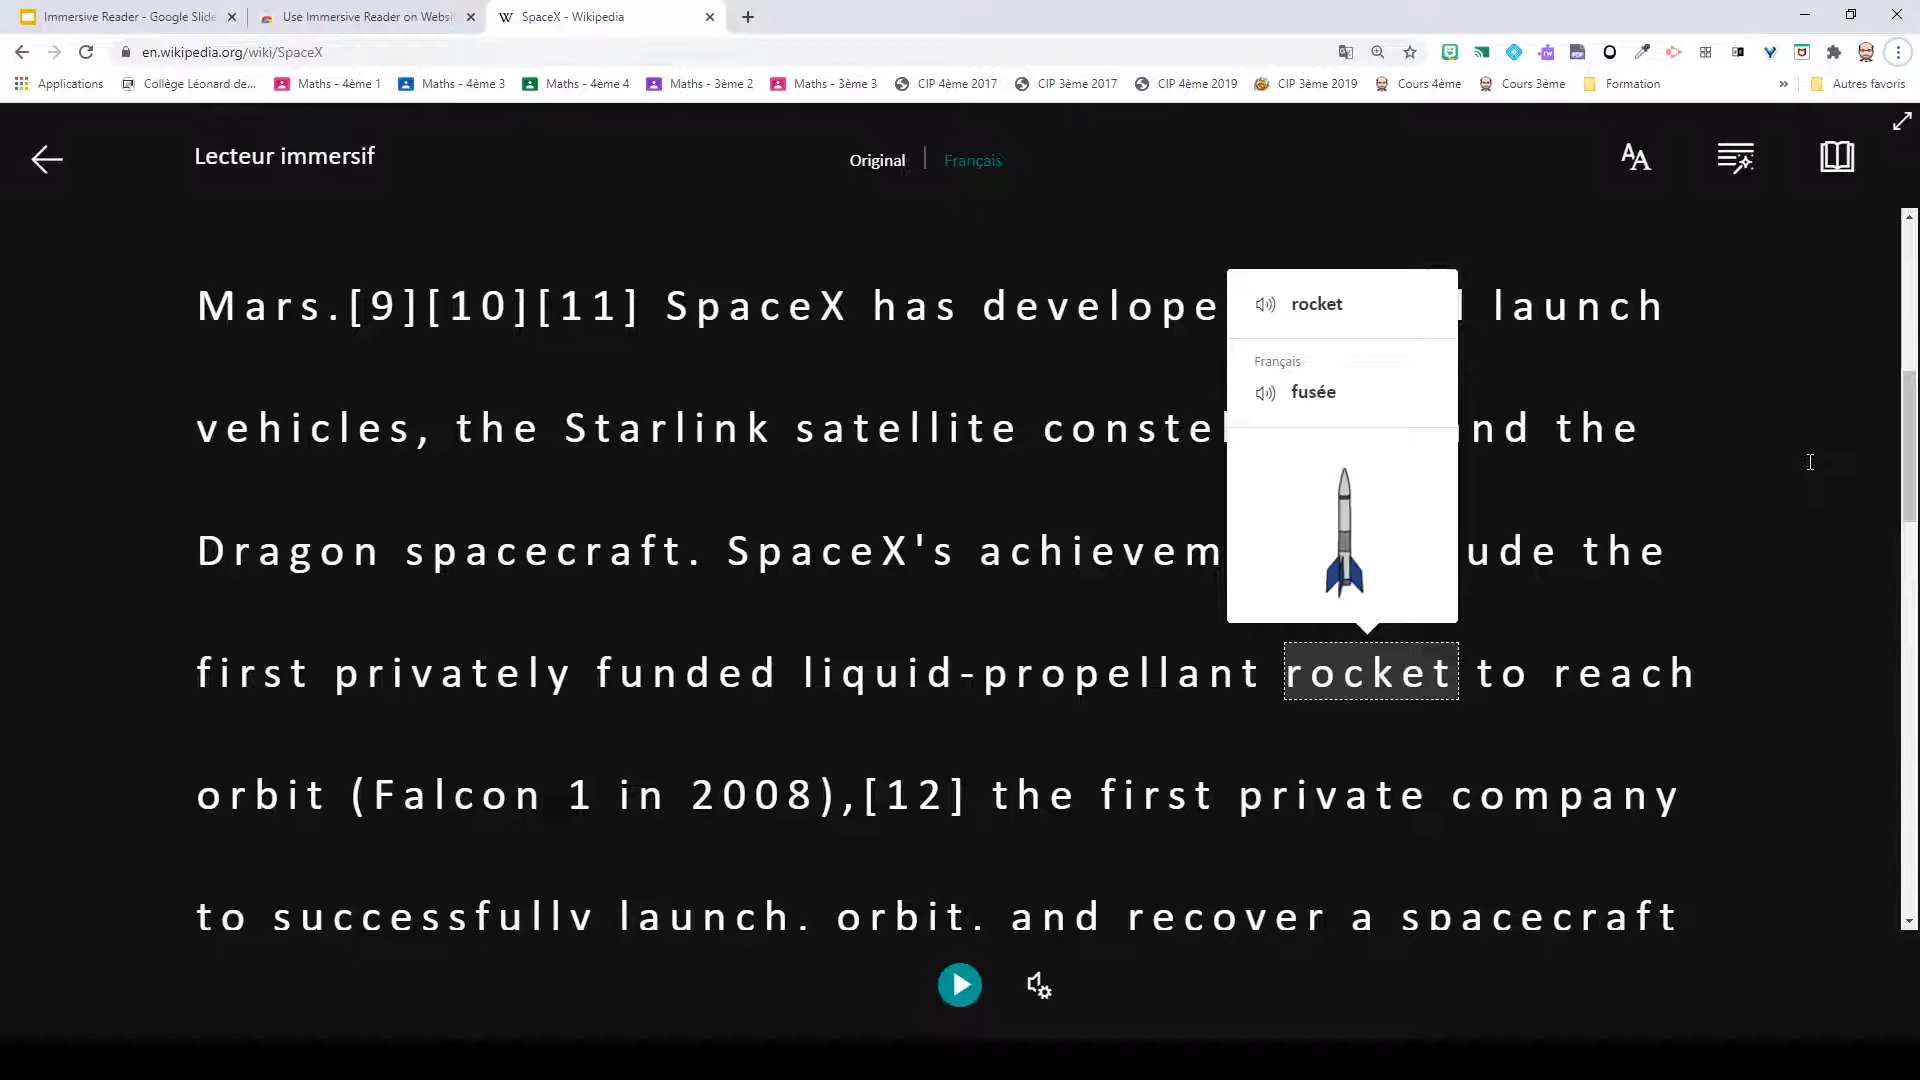 Immersive Reader - Google Slide
Use Immersive Reader on Websi
SpaceX - Wikipedia
en.wikipedia.org/wiki/SpaceX
Applications
Collège Léonard de...
Maths - 4ème 1
Maths - 4ème 3
Maths - 4ème 4
Maths - 3ème 2
Maths - 3ème 3
CIP 4ème 2017
CIP 3ème 2017
CIP 4ème 2019
CIP 3ème 2019
Cours 4ème
Cours 3ème
Formation
Autres favoris
Lecteur immersif
Original | Français
Mars.[9][10][11] SpaceX has develope l launch
vehicles, the Starlink satellite constel nd the
Dragon spacecraft. SpaceX's achievem ude the
first privately funded liquid-propellant rocket to reach
orbit (Falcon 1 in 2008),[12] the first private company
to successfully launch, orbit, and recover a spacecraft
rocket
Français
fusée